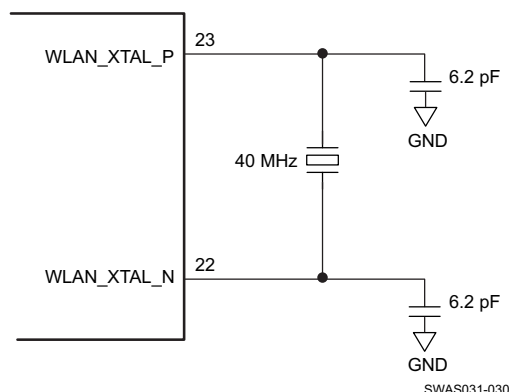 WLAN_XTAL_P
23
6.2 pF
GND
40 MHz
WLAN_XTAL_N
22
6.2 pF
GND
SWAS031-030